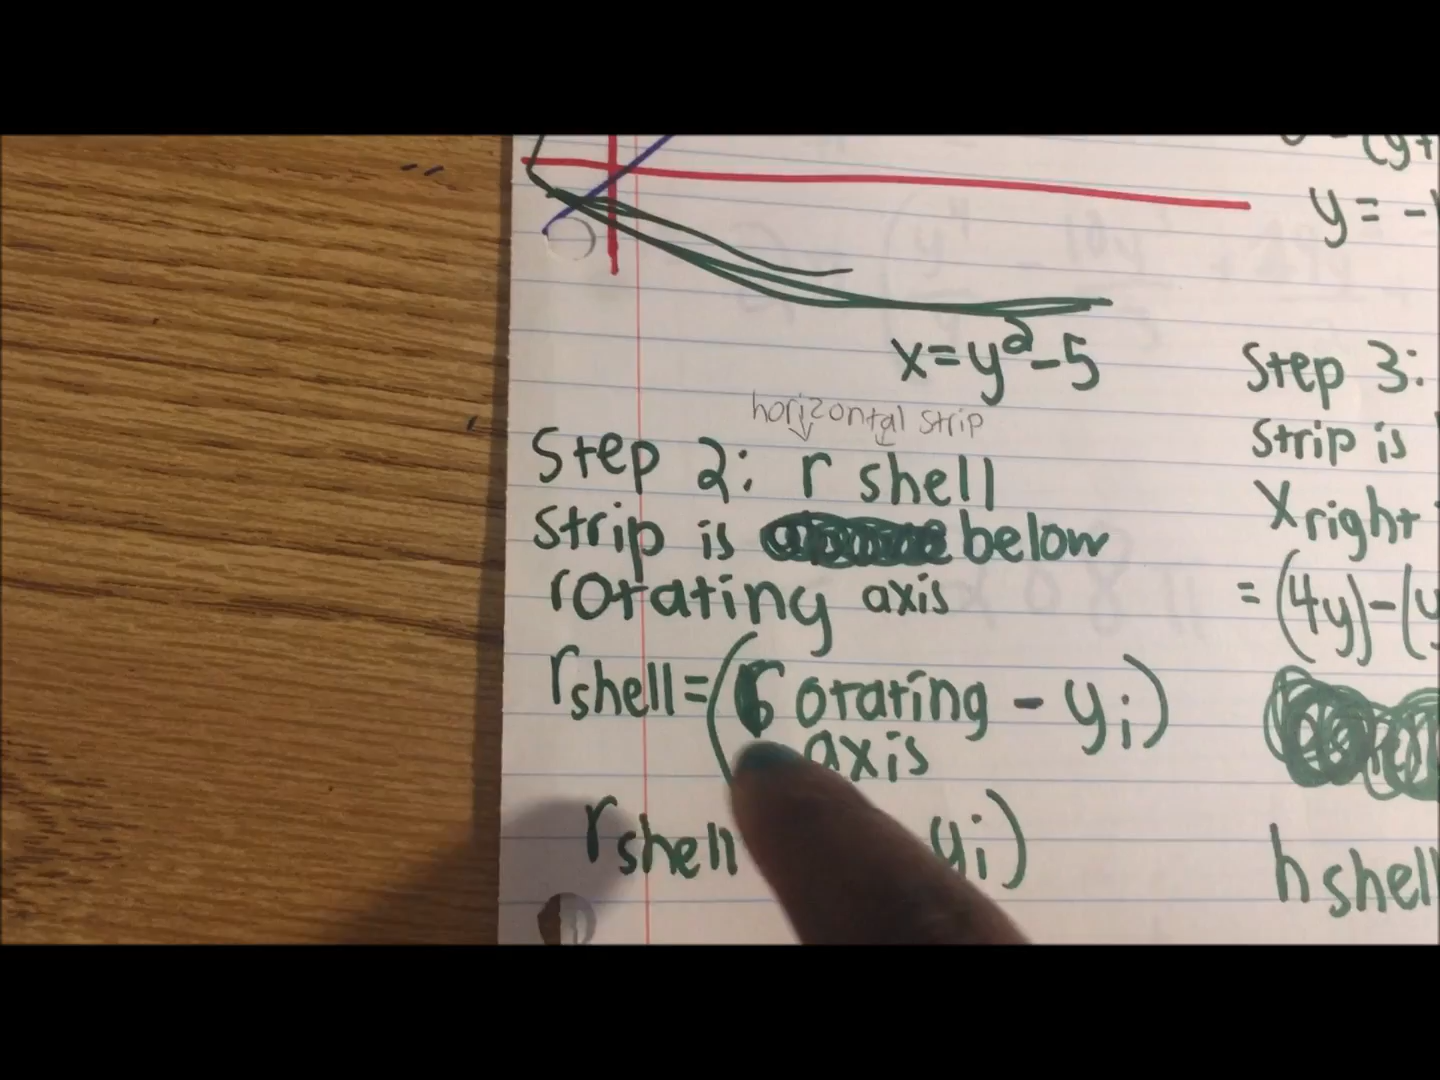 y = -1
x=y²-5
horizontal strip
Step 2: r shell
strip is below
rotating axis
rshell=(rotating - yi)
axis
rshell yi)
Step 3:
strip is
xright
= (4y)-(y
hshell